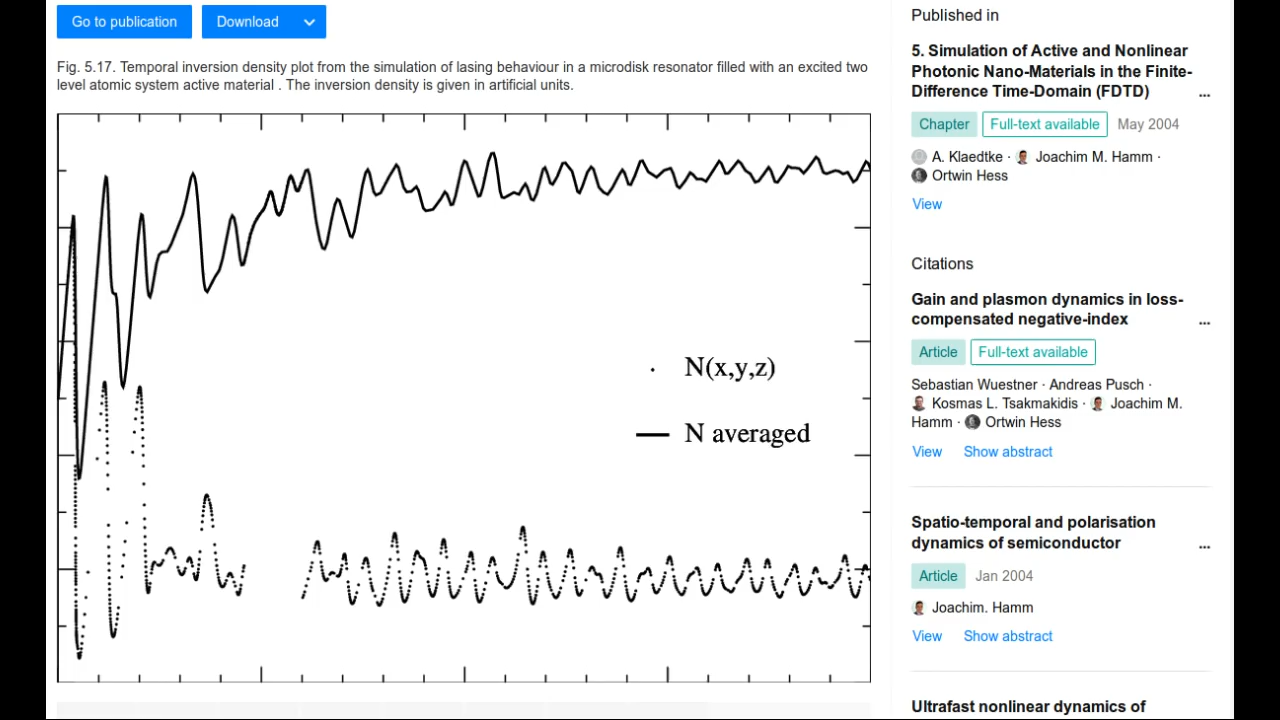 Go to publication
Download
Fig. 5.17. Temporal inversion density plot from the simulation of lasing behaviour in a microdisk resonator filled with an excited two
level atomic system active material . The inversion density is given in artificial units.
N(x,y,z)
N averaged
Published in
5. Simulation of Active and Nonlinear
Photonic Nano-Materials in the Finite-
Difference Time-Domain (FDTD) ...
Chapter Full-text available May 2004
A. Klaedtke · Joachim M. Hamm ·
Ortwin Hess
View
Citations
Gain and plasmon dynamics in loss-
compensated negative-index ...
Article Full-text available
Sebastian Wuestner · Andreas Pusch ·
Kosmas L. Tsakmakidis · Joachim M.
Hamm · Ortwin Hess
View Show abstract
Spatio-temporal and polarisation
dynamics of semiconductor ...
Article Jan 2004
Joachim. Hamm
View Show abstract
Ultrafast nonlinear dynamics of